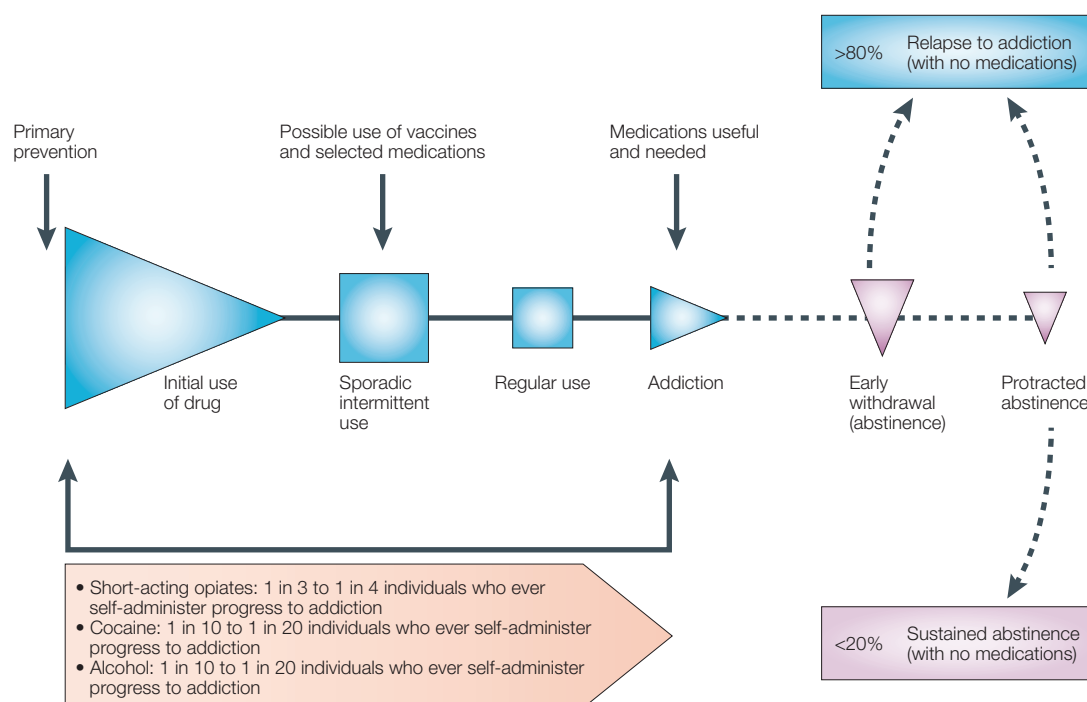 >80%
Relapse to addiction
(with no medications)
Primary
prevention
Possible use of vaccines
and selected medications
Medications useful
and needed
Initial use
of drug
Sporadic
intermittent
use
Regular use
Addiction
Early
withdrawal
(abstinence)
Protracted
abstinence
• Short-acting opiates: 1 in 3 to 1 in 4 individuals who ever
self-administer progress to addiction
• Cocaine: 1 in 10 to 1 in 20 individuals who ever self-administer
progress to addiction
• Alcohol: 1 in 10 to 1 in 20 individuals who ever self-administer
progress to addiction
<20%
Sustained abstinence
(with no medications)